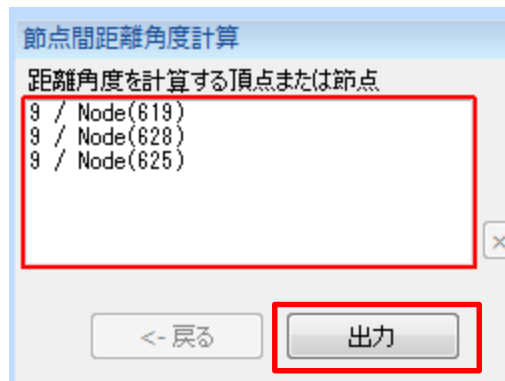 節点間距離角度計算
距離角度を計算する頂点または節点
9 / Node(619)
9 / Node(628)
9 / Node(625)
<- 戻る
出力